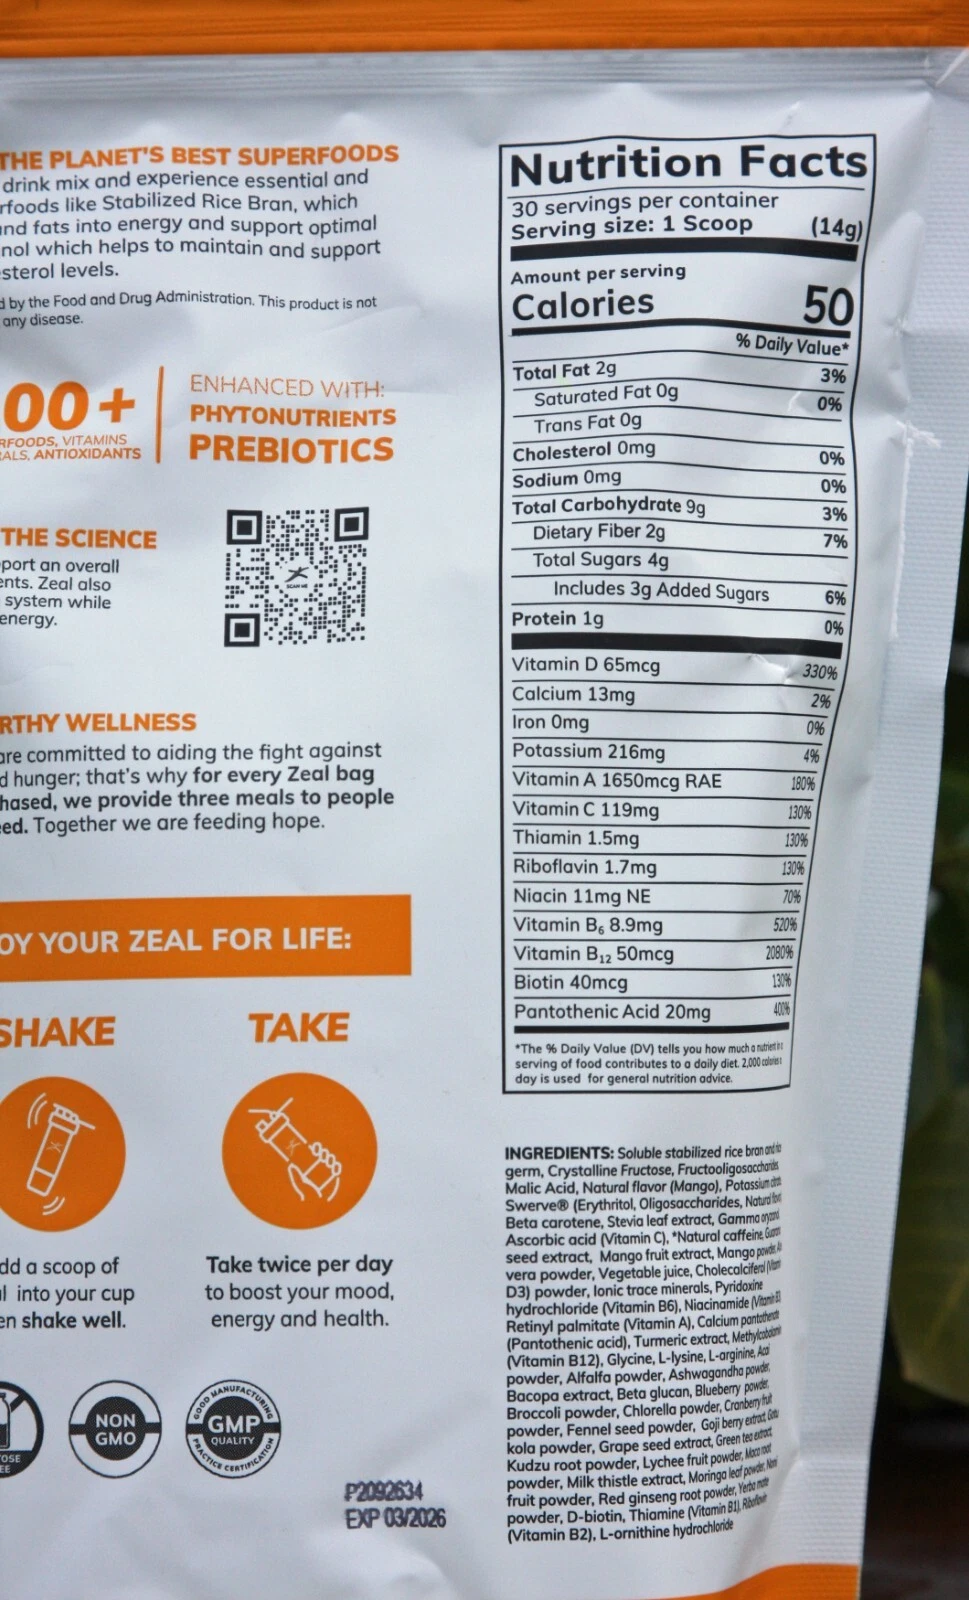 THE PLANET'S BEST SUPERFOODS
drink mix and experience essential and
rfoods like Stabilized Rice Bran, which
nd fats into energy and support optimal
nol which helps to maintain and support
sterol levels.
d by the Food and Drug Administration. This product is not
any disease.
00+
RFOODS, VITAMINS
RALS, ANTIOXIDANTS
ENHANCED WITH:
PHYTONUTRIENTS
PREBIOTICS
THE SCIENCE
port an overall
ents. Zeal also
system while
energy.
SCAN ME
RTHY WELLNESS
are committed to aiding the fight against
d hunger; that's why for every Zeal bag
hased, we provide three meals to people
eed. Together we are feeding hope.
OY YOUR ZEAL FOR LIFE:
SHAKE
dd a scoop of
l into your cup
en shake well.
TAKE
Take twice per day
to boost your mood,
energy and health.
OSE
EE
NON
GMO
GOOD MANUFACTURING
GMP
QUALITY
PRACTICE CERTIFICATION
P2092634
EXP 03/2026
Nutrition Facts
30 servings per container
Serving size: 1 Scoop (14g)
Amount per serving
Calories 50
% Daily Value*
Total Fat 2g 3%
Saturated Fat 0g 0%
Trans Fat 0g
Cholesterol 0mg 0%
Sodium 0mg 0%
Total Carbohydrate 9g 3%
Dietary Fiber 2g 7%
Total Sugars 4g
Includes 3g Added Sugars 6%
Protein 1g 0%
Vitamin D 65mcg 330%
Calcium 13mg 2%
Iron 0mg 0%
Potassium 216mg 4%
Vitamin A 1650mcg RAE 180%
Vitamin C 119mg 130%
Thiamin 1.5mg 130%
Riboflavin 1.7mg 130%
Niacin 11mg NE 70%
Vitamin B6 8.9mg 520%
Vitamin B12 50mcg 2080%
Biotin 40mcg 130%
Pantothenic Acid 20mg 400%
*The % Daily Value (DV) tells you how much a nutrient in a
serving of food contributes to a daily diet. 2,000 calories a
day is used for general nutrition advice.
INGREDIENTS: Soluble stabilized rice bran and
germ, Crystalline Fructose, Fructooligosaccharides,
Malic Acid, Natural flavor (Mango), Potassium
Swerve® (Erythritol, Oligosaccharides, Natural
Beta carotene, Stevia leaf extract, Gamma
Ascorbic acid (Vitamin C), *Natural caffeine,
seed extract, Mango fruit extract, Mango powder,
vera powder, Vegetable juice, Cholecalciferol
D3) powder, Ionic trace minerals, Pyridoxine
hydrochloride (Vitamin B6), Niacinamide (Vitamin B3)
Retinyl palmitate (Vitamin A), Calcium pantothenate
(Pantothenic acid), Turmeric extract, Methylcobalamin
(Vitamin B12), Glycine, L-lysine, L-arginine, Acai
powder, Alfalfa powder, Ashwagandha powder,
Bacopa extract, Beta glucan, Blueberry powder,
Broccoli powder, Chlorella powder, Cranberry fruit
powder, Fennel seed powder, Goji berry extract, Gotu
kola powder, Grape seed extract, Green tea extract,
Kudzu root powder, Lychee fruit powder, Maca root
powder, Milk thistle extract, Moringa leaf powder, Noni
fruit powder, Red ginseng root powder, Yerba mate
powder, D-biotin, Thiamine (Vitamin B1), Riboflavin
(Vitamin B2), L-ornithine hydrochloride